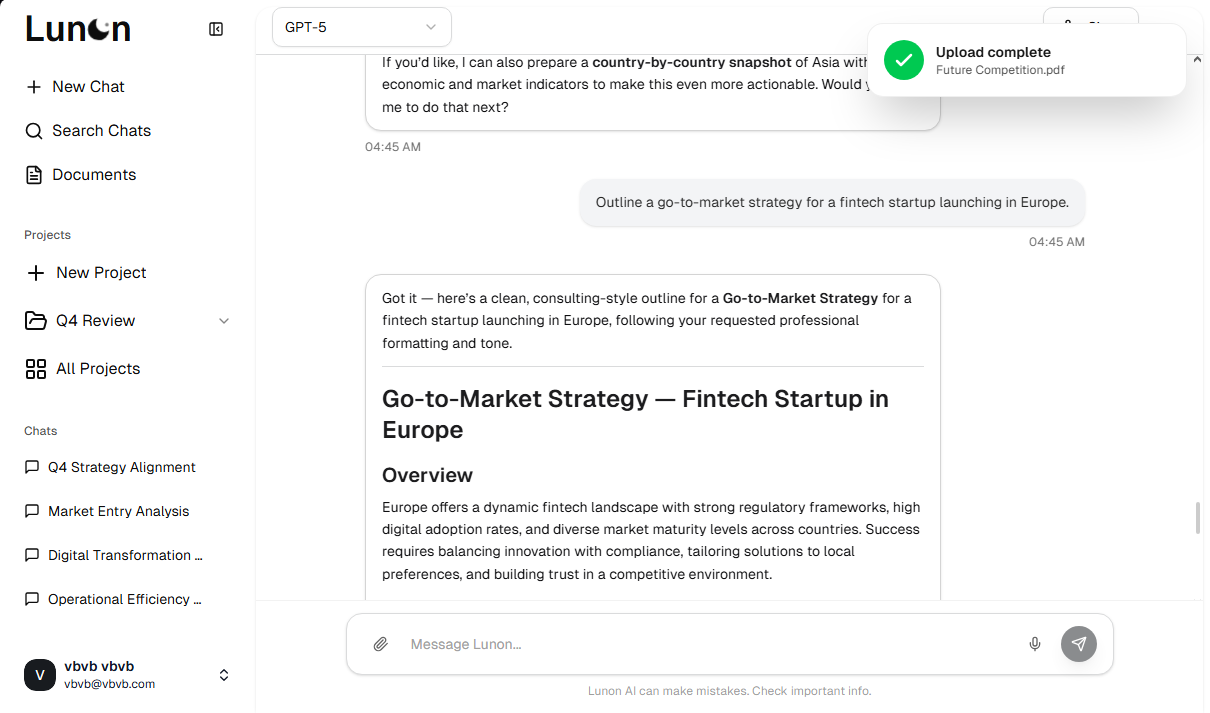 Lunon
New Chat
Search Chats
Documents
Projects
New Project
Q4 Review
All Projects
Chats
Q4 Strategy Alignment
Market Entry Analysis
Digital Transformation ...
Operational Efficiency ...
V
vbvb vbvb
vbvb@vbvb.com
GPT-5
Upload complete
Future Competition.pdf
If you'd like, I can also prepare a country-by-country snapshot of Asia with
economic and market indicators to make this even more actionable. Would
me to do that next?
04:45 AM
Outline a go-to-market strategy for a fintech startup launching in Europe.
04:45 AM
Got it — here's a clean, consulting-style outline for a Go-to-Market Strategy for a
fintech startup launching in Europe, following your requested professional
formatting and tone.
Go-to-Market Strategy — Fintech Startup in
Europe
Overview
Europe offers a dynamic fintech landscape with strong regulatory frameworks, high
digital adoption rates, and diverse market maturity levels across countries. Success
requires balancing innovation with compliance, tailoring solutions to local
preferences, and building trust in a competitive environment.
Message Lunon...
Lunon AI can make mistakes. Check important info.